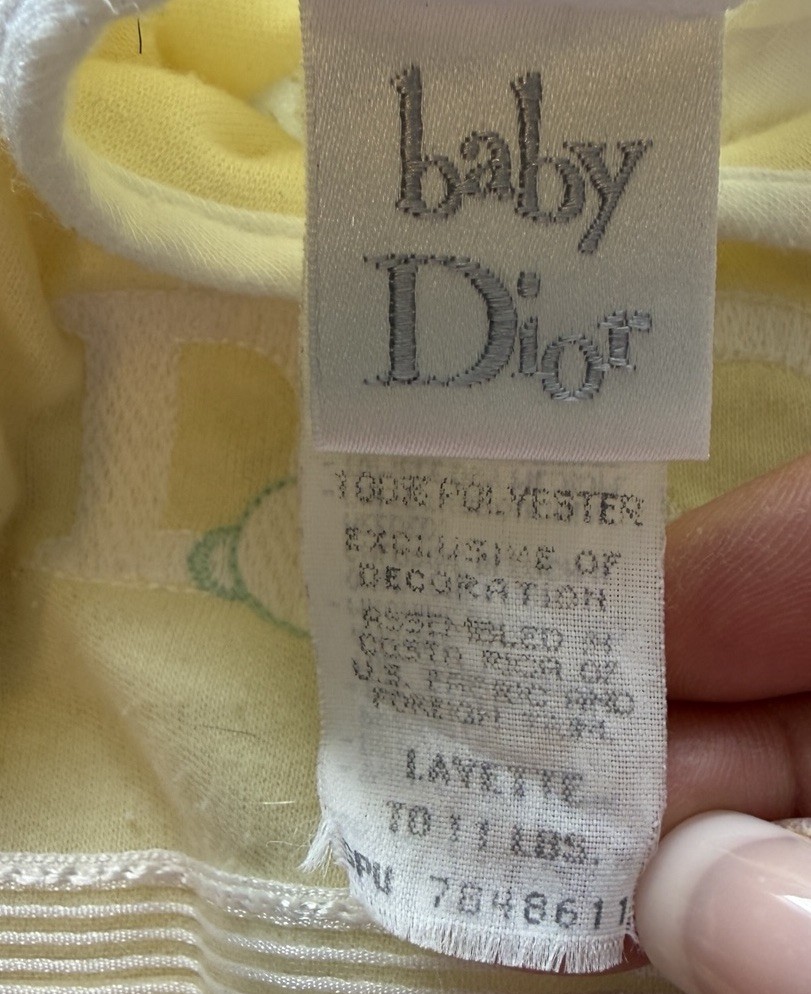 baby
Dior
100% POLYESTER
EXCLUSIVE OF
DECORATION
ASSEMBLED IN
COSTA RICA OF
U.S. FABRIC AND
FOREIGN TRIM.
LAYETTE
TO 11 LBS.
SPU 7848611